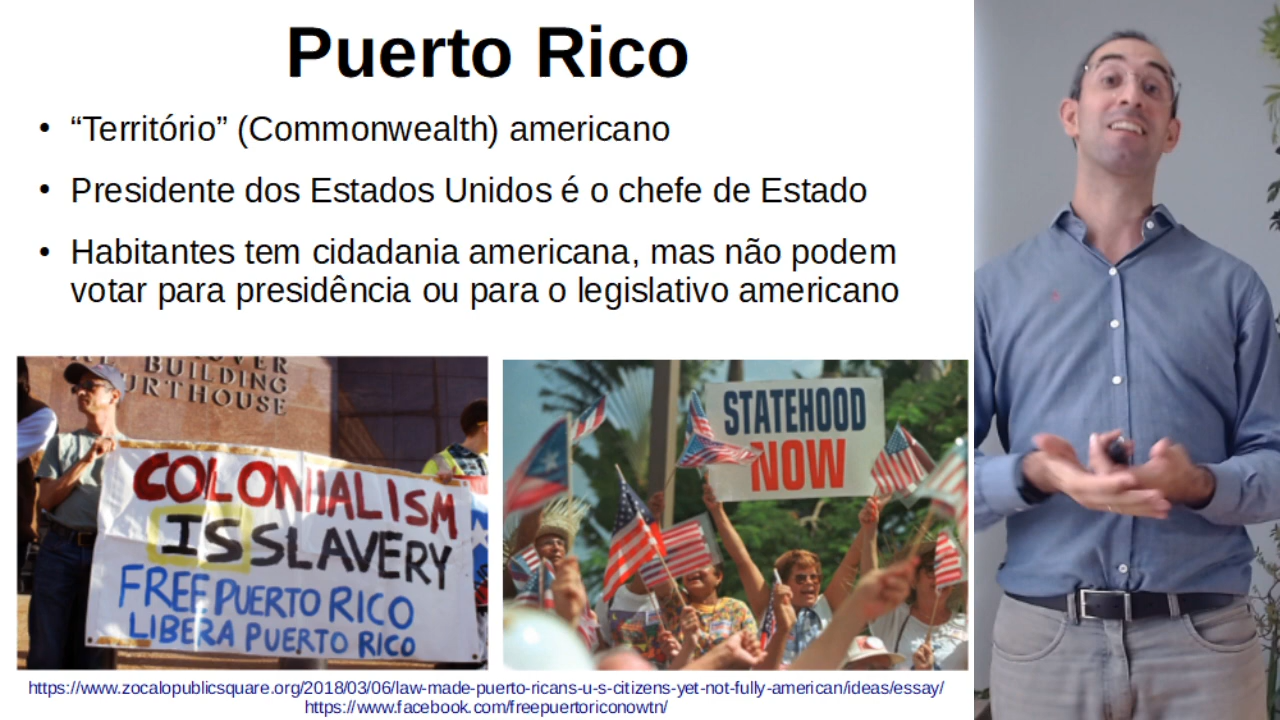 Puerto Rico
• “Território” (Commonwealth) americano
• Presidente dos Estados Unidos é o chefe de Estado
• Habitantes tem cidadania americana, mas não podem
votar para presidência ou para o legislativo americano
BUILDING
COLONIALISM
IS SLAVERY
FREE PUERTO RICO
LIBERA PUERTO RICO
STATEHOOD
NOW
https://www.zocalopublicsquare.org/2018/03/06/law-made-puerto-ricans-u-s-citizens-yet-not-fully-american/ideas/essay/
https://www.facebook.com/freepuertoriconowtn/